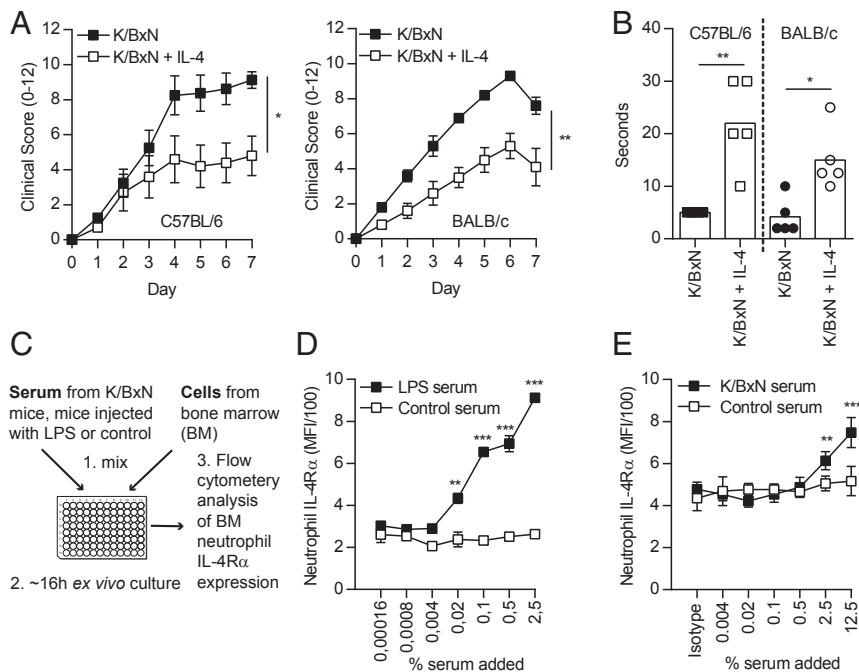 A
K/BxN
K/BxN + IL-4
Clinical Score (0-12)
12
10
8
6
4
2
0
*
C57BL/6
0 1 2 3 4 5 6 7
Day
K/BxN
K/BxN + IL-4
Clinical Score (0-12)
12
10
8
6
4
2
0
**
BALB/c
0 1 2 3 4 5 6 7
Day
B
C57BL/6 BALB/c
Seconds
40
30
20
10
0
**
*
K/BxN
K/BxN + IL-4
K/BxN
K/BxN + IL-4
C
Serum from K/BxN
mice, mice injected
with LPS or control
Cells from
bone marrow
(BM)
1. mix
2. ~16h ex vivo culture
3. Flow
cytometery
analysis
of BM
neutrophil
IL-4Rα
expression
D
LPS serum
Control serum
Neutrophil IL-4Rα (MFI/100)
10
8
6
4
2
0
**
***
***
***
0,00016
0,0008
0,004
0,02
0,1
0,5
2,5
% serum added
E
K/BxN serum
Control serum
Neutrophil IL-4Rα (MFI/100)
10
8
6
4
2
0
**
***
Isotype
0.004
0.02
0.1
0.5
2.5
12.5
% serum added